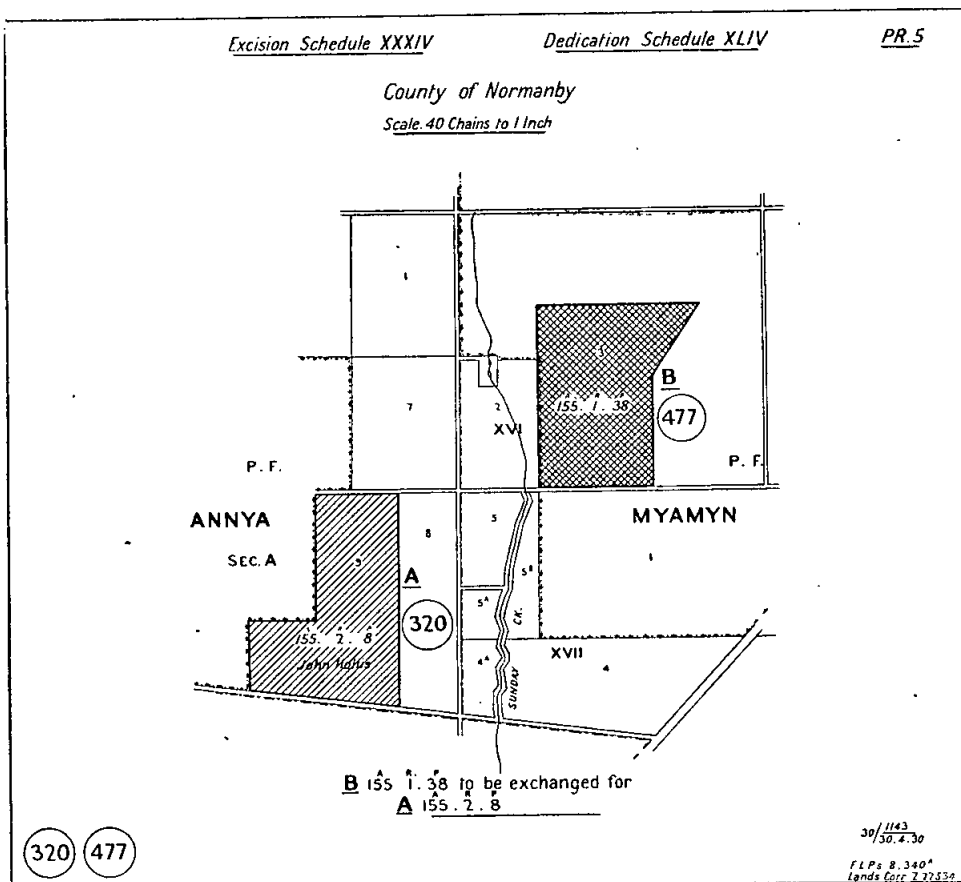 Excision Schedule XXXIV Dedication Schedule XLIV PR.5
County of Normanby
Scale. 40 Chains to 1 Inch
1
7
2
XVI
3
A R P
155. 1. 38
B
477
P. F.
P. F.
ANNYA
SEC. A
MYAMYN
8
5
5B
1
A
320
A R P
155. 2. 8
5A
CK.
4A
SUNDAY
XVII
4
A R. P
B 155 1. 38 to be exchanged for
A R P
A 155. 2. 8
320 477
30/1143
30.4.30
F.L.Ps 8.340A